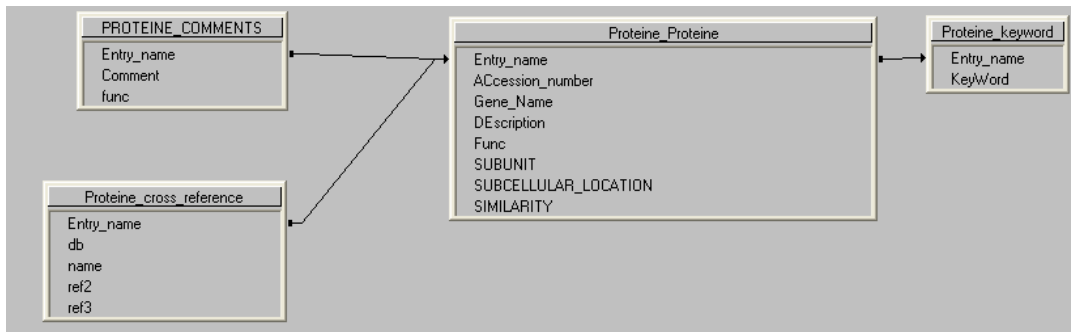 PROTEINE_COMMENTS
Entry_name
Comment
func
Proteine_Proteine
Entry_name
ACcession_number
Gene_Name
DEscription
Func
SUBUNIT
SUBCELLULAR_LOCATION
SIMILARITY
Proteine_keyword
Entry_name
KeyWord
Proteine_cross_reference
Entry_name
db
name
ref2
ref3